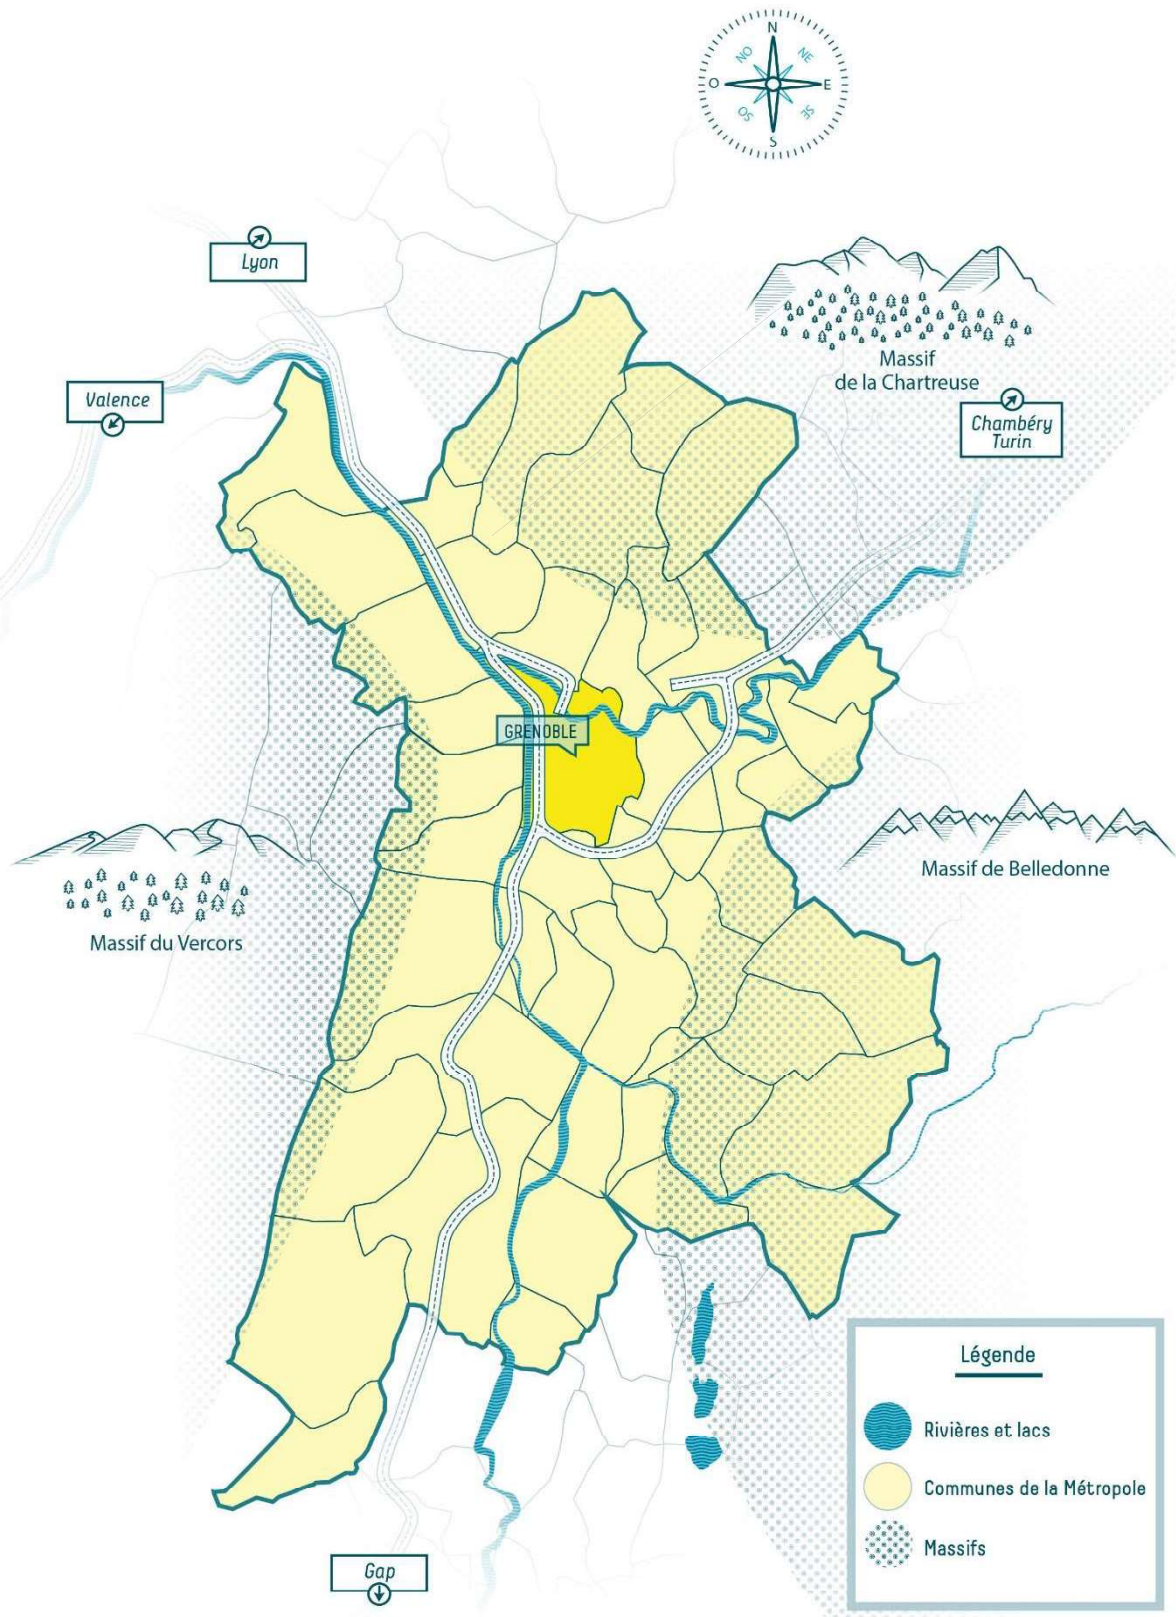 N
NO
NE
O
E
SO
SE
S
Lyon
Valence
Massif
de la Chartreuse
Chambéry
Turin
GRENOBLE
Massif de Belledonne
Massif du Vercors
Légende
Rivières et lacs
Communes de la Métropole
Massifs
Gap